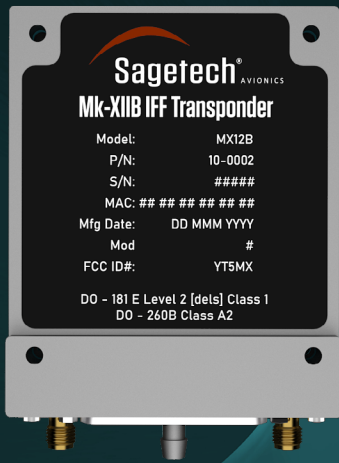 Sagetech®
AVIONICS
Mk-XIIB IFF Transponder
Model: MX12B
P/N: 10-0002
S/N: #####
MAC: ## ## ## ## ## ##
Mfg Date: DD MMM YYYY
Mod #
FCC ID#: YT5MX
DO - 181 E Level 2 [dels] Class 1
DO - 260B Class A2